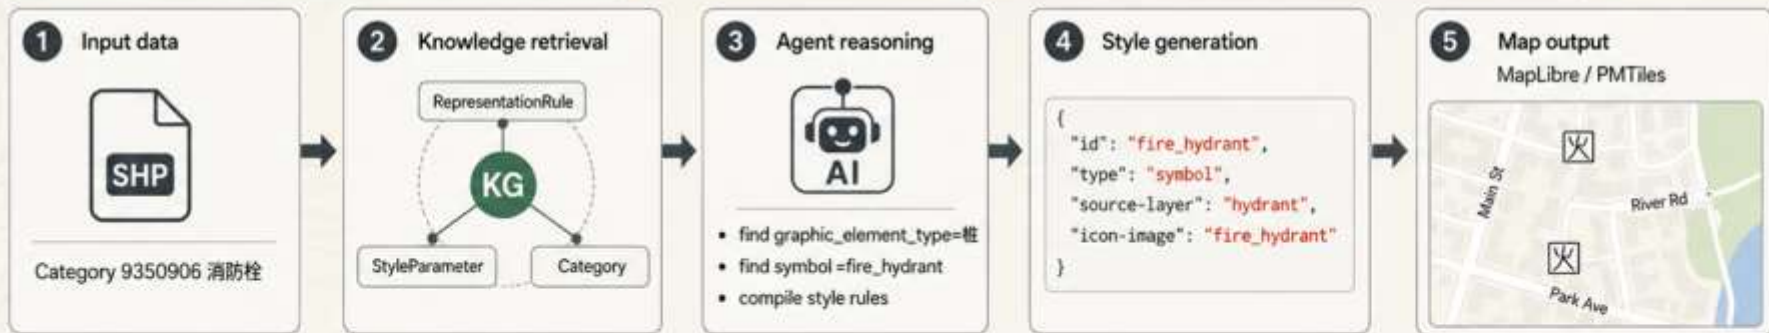 1 Input data
SHP
Category 9350906 消防栓
2 Knowledge retrieval
RepresentationRule
KG
StyleParameter
Category
3 Agent reasoning
AI
• find graphic_element_type=桩
• find symbol =fire_hydrant
• compile style rules
4 Style generation
{
"id": "fire_hydrant",
"type": "symbol",
"source-layer": "hydrant",
"icon-image": "fire_hydrant"
}
5 Map output
MapLibre / PMTiles
火
Main St
River Rd
火
Park Ave